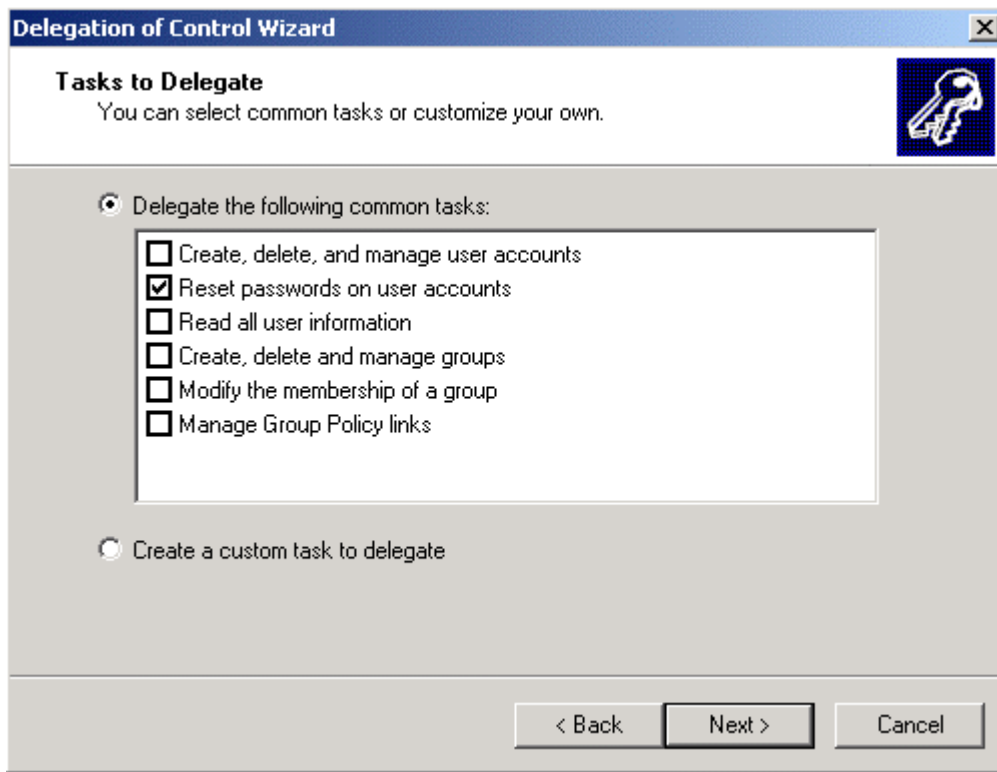 Delegation of Control Wizard
Tasks to Delegate
You can select common tasks or customize your own.
Delegate the following common tasks:
Create, delete, and manage user accounts
Reset passwords on user accounts
Read all user information
Create, delete and manage groups
Modify the membership of a group
Manage Group Policy links
Create a custom task to delegate
< Back Next > Cancel